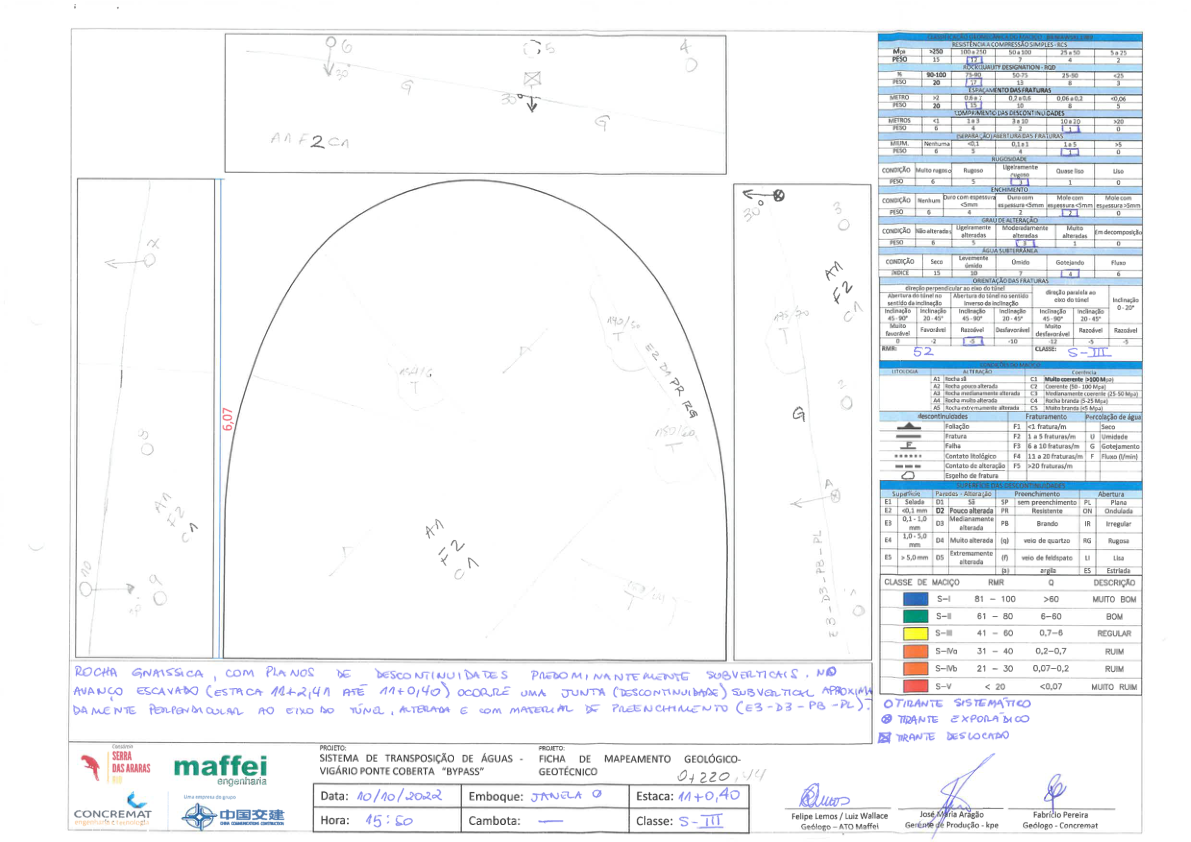 6
30°
G
5
30°
4
G
A1 F2 C1
CLASSIFICAÇÃO GEOMECÂNICA DO MACIÇO - BIENIAWSKI, 1989
RESISTÊNCIA A COMPRESSÃO SIMPLES - RCS
Mpa >250 100 a 250 50 a 100 25 a 50 5 a 25
PESO 15 12 7 4 2
ROCK QUALITY DESIGNATION - RQD
% 90-100 75-90 50-75 25-50 <25
PESO 20 17 13 8 3
ESPAÇAMENTO DAS FRATURAS
METRO >2 0,6 a 2 0,2 a 0,6 0,06 a 0,2 <0,06
PESO 20 15 10 8 5
COMPRIMENTO DAS DESCONTINUIDADES
METROS <1 1 a 3 3 a 10 10 a 20 >20
PESO 6 4 2 1 0
(SEPARAÇÃO) ABERTURA DAS FRATURAS
MILIM. Nenhuma <0,1 0,1 a 1 1 a 5 >5
PESO 6 5 4 1 0
RUGOSIDADE
CONDIÇÃO Muito rugoso Rugoso Ligeiramente rugoso Quase liso Liso
PESO 6 5 3 1 0
ENCHIMENTO
CONDIÇÃO Nenhum Duro com espessura <5mm Duro com espessura <5mm Mole com espessura <5mm Mole com espessura >5mm
PESO 6 4 2 2 0
GRAU DE ALTERAÇÃO
CONDIÇÃO Não alteradas Ligeiramente alteradas Moderadamente alteradas Muito alteradas Em decomposição
PESO 6 5 3 1 0
ÁGUA SUBTERRÂNEA
CONDIÇÃO Seco Levemente úmido Úmido Gotejando Fluxo
ÍNDICE 15 10 7 4 6
ORIENTAÇÃO DAS FRATURAS
direção perpendicular ao eixo do túnel
direção paralela ao eixo do túnel
Inclinação 0 - 20°
Abertura do túnel no sentido da inclinação
Abertura do túnel no sentido inverso da inclinação
Inclinação 45 - 90° Inclinação 20 - 45° Inclinação 45 - 90° Inclinação 20 - 45° Inclinação 45 - 90° Inclinação 20 - 45°
Muito favorável Favorável Razoável Desfavorável Muito desfavorável Razoável Razoável
0 -2 -5 -10 -12 -5 -5
RMR: 52 CLASSE: S-III
LITOLOGIA ALTERAÇÃO Coerência
A1 Rocha sã C1 Muito coerente (>100 Mpa)
A2 Rocha pouco alterada C2 Coerente (50 - 100 Mpa)
A3 Rocha medianamente alterada C3 Medianamente coerente (25-50 Mpa)
A4 Rocha muito alterada C4 Rocha branda (5-25 Mpa)
A5 Rocha extremamente alterada C5 Muito branda (<5 Mpa)
descontinuidades Fraturamento Percolação de água
Foliação F1 <1 fratura/m Seco
Fratura F2 1 a 5 fraturas/m U Umidade
F Falha F3 6 a 10 fraturas/m G Gotejamento
Contato litológico F4 11 a 20 fraturas/m F Fluxo (l/min)
Contato de alteração F5 >20 fraturas/m
Espelho de fratura
SUPERFÍCIE DAS DESCONTINUIDADES
Superfície Paredes - Alteração Preenchimento Abertura
E1 Selada D1 Sã SP sem preenchimento PL Plana
E2 <0,1 mm D2 Pouco alterada PR Resistente ON Ondulada
E3 0,1 - 1,0 mm D3 Medianamente alterada PB Brando IR Irregular
E4 1,0 - 5,0 mm D4 Muito alterada (q) veio de quartzo RG Rugosa
E5 > 5,0 mm D5 Extremamente alterada (f) veio de feldspato LI Lisa
(a) argila ES Estriada
CLASSE DE MACIÇO RMR Q DESCRIÇÃO
S-I 81 - 100 >60 MUITO BOM
S-II 61 - 80 6-60 BOM
S-III 41 - 60 0,7-6 REGULAR
S-IVa 31 - 40 0,2-0,7 RUIM
S-IVb 21 - 30 0,07-0,2 RUIM
S-V < 20 <0,07 MUITO RUIM
TIRANTE SISTEMÁTICO
TIRANTE EXPORÁDICO
TIRANTE DESLOCADO
6,07
8
A1
F2
C1
10
9
T
T
T
T
E2 D3 PR RG
A1
F2
C1
30°
3
A1
F2
C1
T
2
G
A
E3-D3-PB-PL
1
ROCHA GNAISSICA, COM PLANOS DE DESCONTINUIDADES PREDOMINANTEMENTE SUBVERTICAIS. NO
AVANÇO ESCAVADO (ESTACA 11+2,41 ATÉ 11+0,40) OCORRE UMA JUNTA (DESCONTINUIDADE) SUBVERTICAL APROXIMA
DAMENTE PERPENDICULAR AO EIXO DO TÚNEL, ALTERADA E COM MATERIAL DE PREENCHIMENTO (E3-D3-PB-PL).
Consórcio
SERRA
DAS ARARAS
maffei
engenharia
CONCREMAT
engenharia e tecnologia
Uma empresa do grupo
中国交建
CHINA COMMUNICATIONS CONSTRUCTION
PROJETO:
SISTEMA DE TRANSPOSIÇÃO DE ÁGUAS -
VIGÁRIO PONTE COBERTA "BYPASS"
PROJETO:
FICHA DE MAPEAMENTO GEOLÓGICO-
GEOTÉCNICO
0+220,44
Data: 10/10/2022
Emboque: JANELA 0
Estaca: 11+0,40
Hora: 15:50
Cambota: —
Classe: S-III
Felipe Lemos / Luiz Wallace
Geólogo – ATO Maffei
José Maria Aragão
Gerente de Produção - kpe
Fabrício Pereira
Geólogo - Concremat